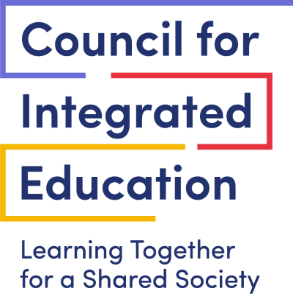 Council for
Integrated
Education
Learning Together
for a Shared Society